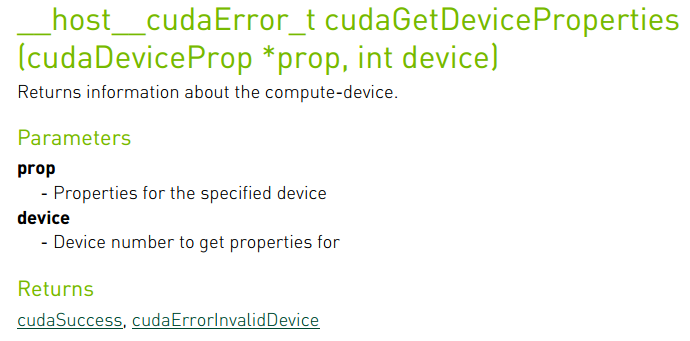 __host__cudaError_t cudaGetDeviceProperties
(cudaDeviceProp *prop, int device)
Returns information about the compute-device.
Parameters
prop
- Properties for the specified device
device
- Device number to get properties for
Returns
cudaSuccess, cudaErrorInvalidDevice